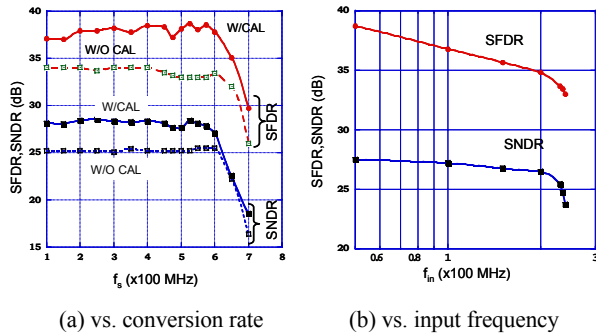 SFDR,SNDR (dB)
40
35
30
25
20
15
W/CAL
W/O CAL
W/CAL
W/O CAL
SFDR
SNDR
1 2 3 4 5 6 7 8
fs (x100 MHz)
(a) vs. conversion rate
SFDR,SNDR (dB)
40
35
30
25
20
SFDR
SNDR
0.6 0.8 1 3
fin (x100 MHz)
(b) vs. input frequency